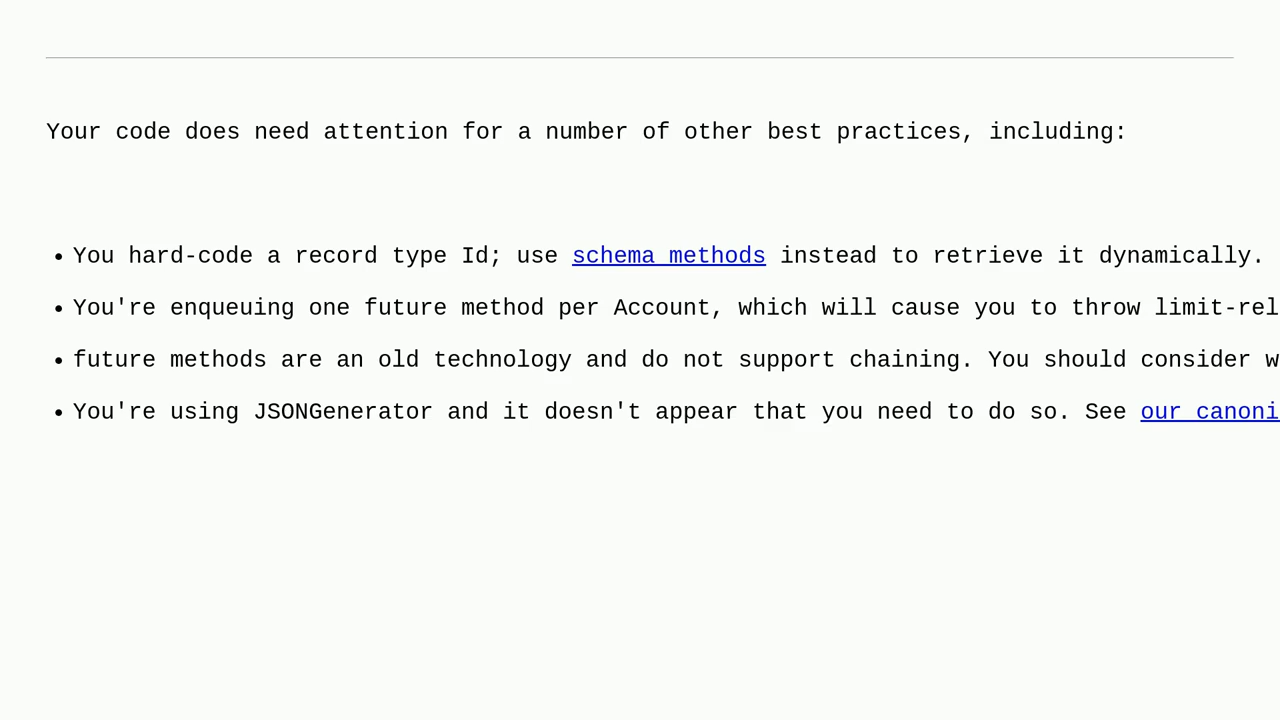 Your code does need attention for a number of other best practices, including:
You hard-code a record type Id; use schema methods instead to retrieve it dynamically.
You're enqueuing one future method per Account, which will cause you to throw limit-rel
future methods are an old technology and do not support chaining. You should consider w
You're using JSONGenerator and it doesn't appear that you need to do so. See our canoni